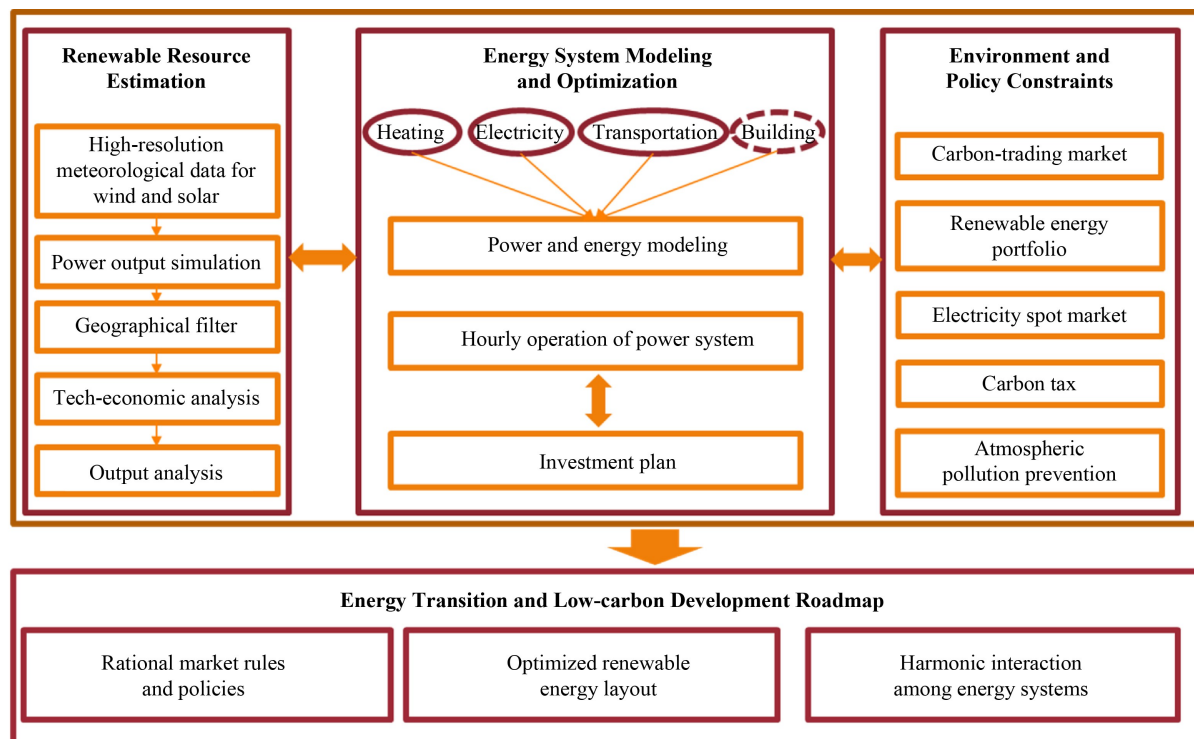 Renewable Resource
Estimation
High-resolution
meteorological data for
wind and solar
Power output simulation
Geographical filter
Tech-economic analysis
Output analysis
Energy System Modeling
and Optimization
Heating
Electricity
Transportation
Building
Power and energy modeling
Hourly operation of power system
Investment plan
Environment and
Policy Constraints
Carbon-trading market
Renewable energy
portfolio
Electricity spot market
Carbon tax
Atmospheric
pollution prevention
Energy Transition and Low-carbon Development Roadmap
Rational market rules
and policies
Optimized renewable
energy layout
Harmonic interaction
among energy systems